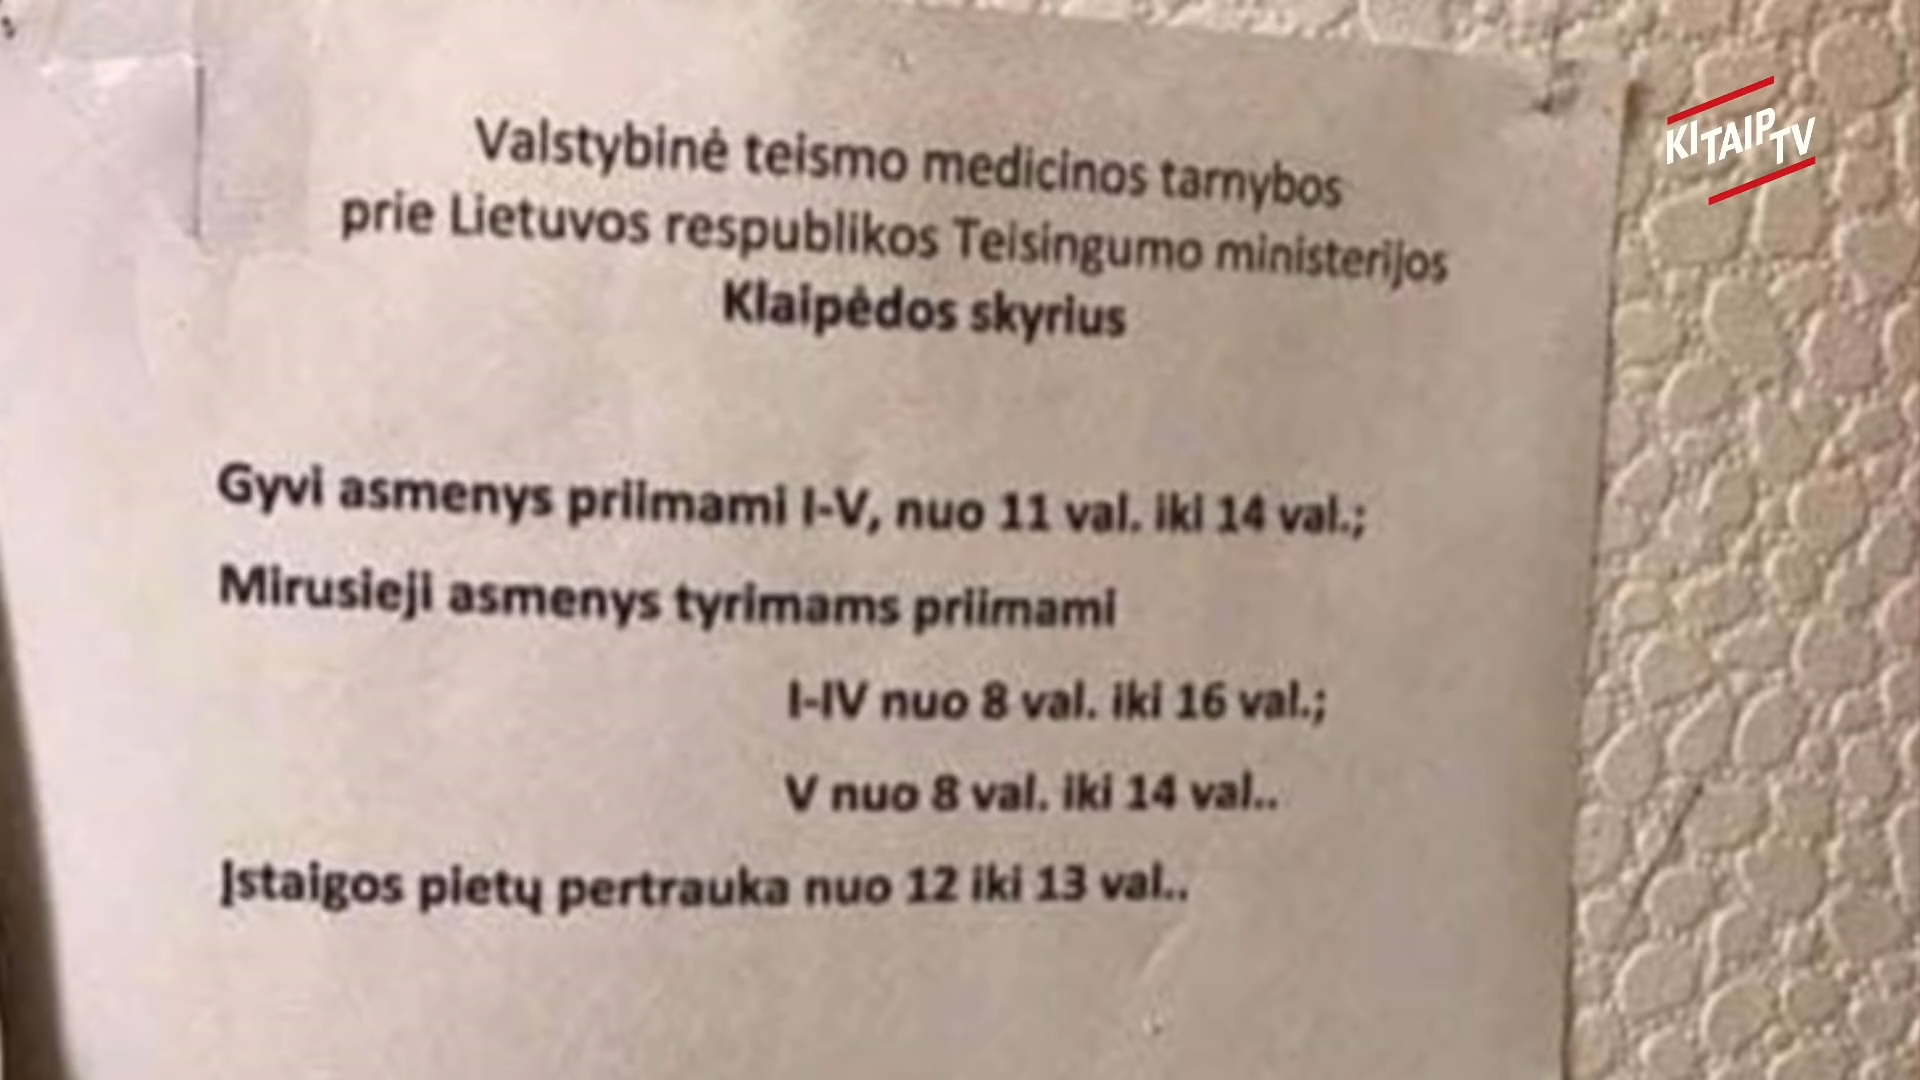 Valstybinė teismo medicinos tarnybos
prie Lietuvos respublikos Teisingumo ministerijos
Klaipėdos skyrius
Gyvi asmenys priimami I-V, nuo 11 val. iki 14 val.;
Mirusieji asmenys tyrimams priimami
I-IV nuo 8 val. iki 16 val.;
V nuo 8 val. iki 14 val..
Įstaigos pietų pertrauka nuo 12 iki 13 val..
KITAIP TV